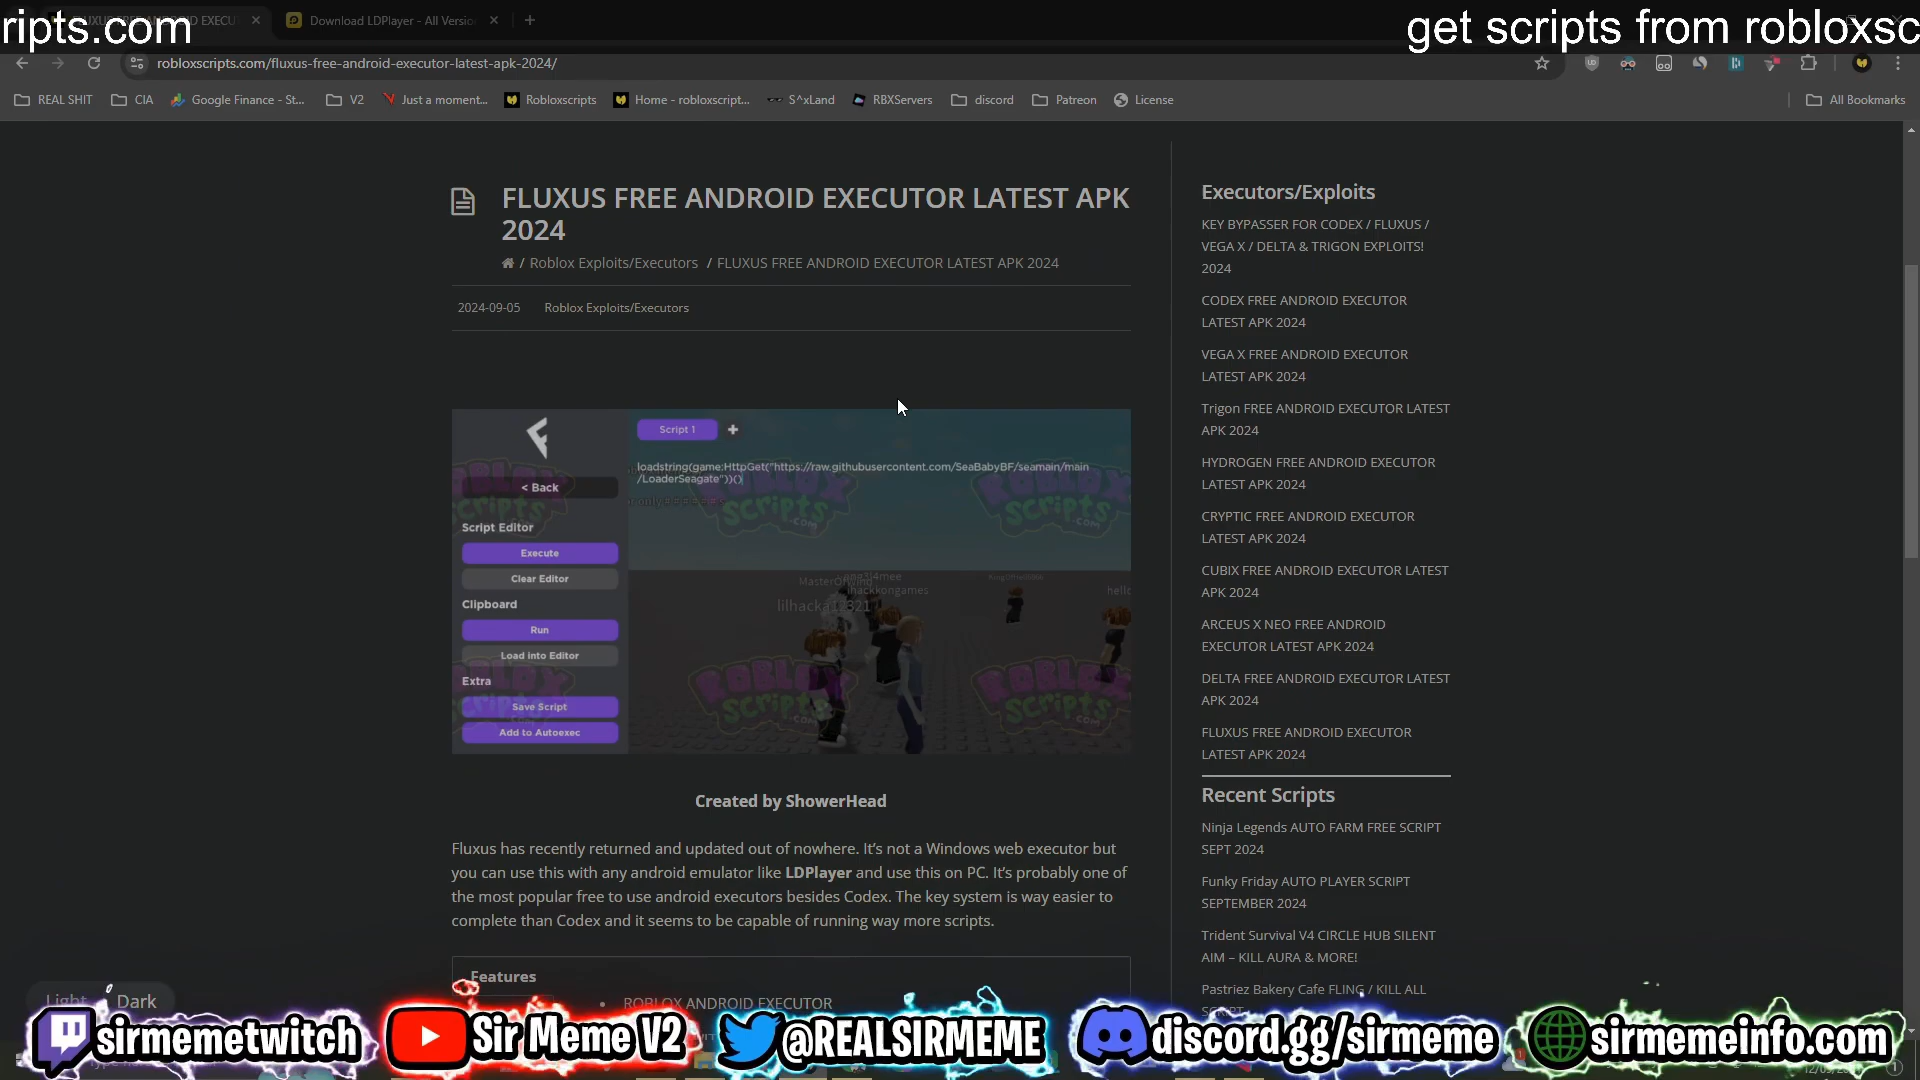 ripts.com
get scripts from robloxsc
Download LDPlayer - All Versio
robloxscripts.com/fluxus-free-android-executor-latest-apk-2024/
REAL SHIT
CIA
Google Finance - St...
V2
Just a moment...
Robloxscripts
Home - robloxscript...
S^xLand
RBXServers
discord
Patreon
License
All Bookmarks
FLUXUS FREE ANDROID EXECUTOR LATEST APK
2024
/ Roblox Exploits/Executors / FLUXUS FREE ANDROID EXECUTOR LATEST APK 2024
2024-09-05
Roblox Exploits/Executors
Script 1
loadstring(game:HttpGet("https://raw.githubusercontent.com/SeaBabyBF/seamain/main
/LoaderSeagate"))()
< Back
Script Editor
Execute
Clear Editor
Clipboard
Run
Load into Editor
Extra
Save Script
Add to Autoexec
lilhacka12321
Created by ShowerHead
Fluxus has recently returned and updated out of nowhere. It's not a Windows web executor but
you can use this with any android emulator like LDPlayer and use this on PC. It's probably one of
the most popular free to use android executors besides Codex. The key system is way easier to
complete than Codex and it seems to be capable of running way more scripts.
Features
ROBLOX ANDROID EXECUTOR
Executors/Exploits
KEY BYPASSER FOR CODEX / FLUXUS /
VEGA X / DELTA & TRIGON EXPLOITS!
2024
CODEX FREE ANDROID EXECUTOR
LATEST APK 2024
VEGA X FREE ANDROID EXECUTOR
LATEST APK 2024
Trigon FREE ANDROID EXECUTOR LATEST
APK 2024
HYDROGEN FREE ANDROID EXECUTOR
LATEST APK 2024
CRYPTIC FREE ANDROID EXECUTOR
LATEST APK 2024
CUBIX FREE ANDROID EXECUTOR LATEST
APK 2024
ARCEUS X NEO FREE ANDROID
EXECUTOR LATEST APK 2024
DELTA FREE ANDROID EXECUTOR LATEST
APK 2024
FLUXUS FREE ANDROID EXECUTOR
LATEST APK 2024
Recent Scripts
Ninja Legends AUTO FARM FREE SCRIPT
SEPT 2024
Funky Friday AUTO PLAYER SCRIPT
SEPTEMBER 2024
Trident Survival V4 CIRCLE HUB SILENT
AIM – KILL AURA & MORE!
Pastriez Bakery Cafe FLING / KILL ALL
SCRIPT
Light Dark
sirmemetwitch
Sir Meme V2
@REALSIRMEME
discord.gg/sirmeme
sirmemeinfo.com